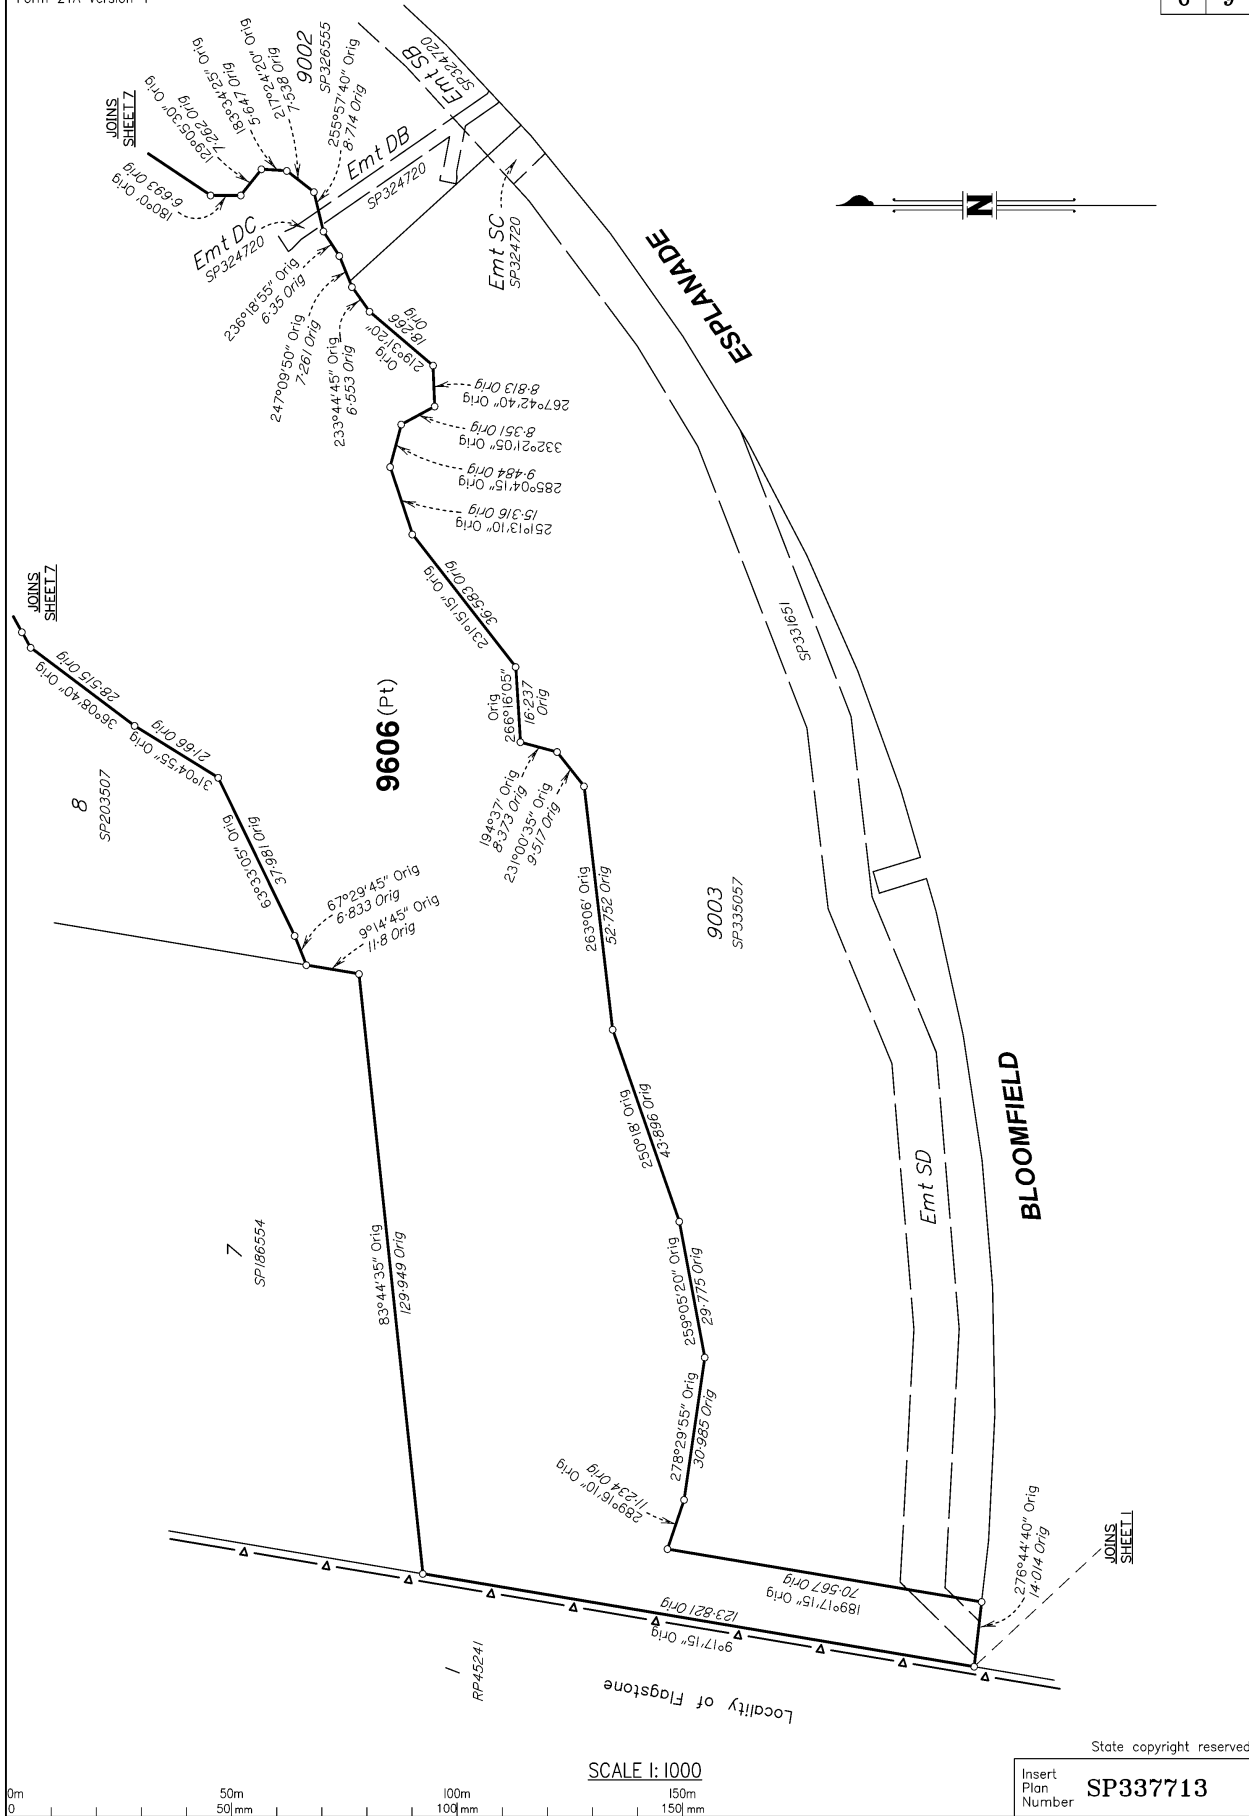 JOINS
SHEET 7
180°0' Orig
6·693 Orig
129°05'30" Orig
7·262 Orig
183°34'25" Orig
5·647 Orig
217°24'20" Orig
7·538 Orig
9002
SP326555
255°57'40" Orig
8·714 Orig
Emt SB
SP324720
Emt DB
SP324720
Emt DC
SP324720
Emt SC
SP324720
236°18'55" Orig
6·35 Orig
247°09'50" Orig
7·261 Orig
233°44'45" Orig
6·553 Orig
219°31'20"
Orig
18·266
Orig
267°42'40" Orig
8·813 Orig
332°21'05" Orig
8·351 Orig
285°04'15" Orig
9·484 Orig
251°13'10" Orig
15·316 Orig
231°15'15" Orig
36·583 Orig
266°16'05"
Orig
16·237
Orig
194°37' Orig
8·373 Orig
231°00'35" Orig
9·517 Orig
263°06' Orig
52·752 Orig
250°18' Orig
43·896 Orig
259°05'20" Orig
29·775 Orig
278°29'55" Orig
30·985 Orig
289°16'10" Orig
11·234 Orig
189°17'15" Orig
70·567 Orig
276°44'40" Orig
14·014 Orig
JOINS
SHEET 1
9°17'15" Orig
123·821 Orig
83°44'35" Orig
129·949 Orig
9°14'45" Orig
11·8 Orig
67°29'45" Orig
6·833 Orig
63°33'05" Orig
37·981 Orig
31°04'55" Orig
21·66 Orig
36°08'40" Orig
28·515 Orig
JOINS
SHEET 7
8
SP203507
9606 (Pt)
7
SP186554
9003
SP335057
SP331651
Emt SD
ESPLANADE
BLOOMFIELD
N
1
RP45241
Locality of Flagstone
SCALE 1:1000
0m
50m
100m
150m
0
50 mm
100 mm
150 mm
State copyright reserved
Insert
Plan
Number
SP337713